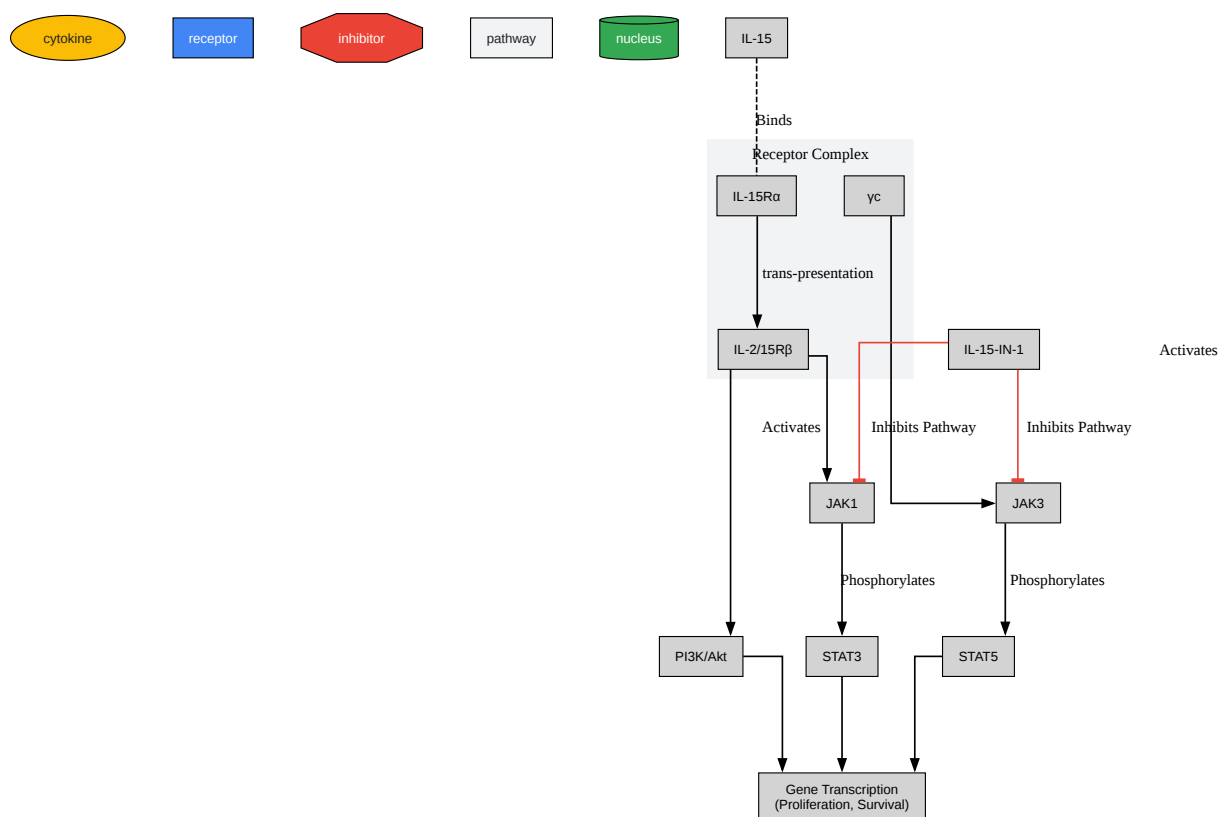 cytokine
receptor
inhibitor
pathway
nucleus
IL-15
Binds
Receptor Complex
IL-15Rα
γc
trans-presentation
IL-2/15Rβ
IL-15-IN-1
Activates
Activates
Inhibits Pathway
Inhibits Pathway
JAK1
JAK3
Phosphorylates
Phosphorylates
PI3K/Akt
STAT3
STAT5
Gene Transcription
(Proliferation, Survival)